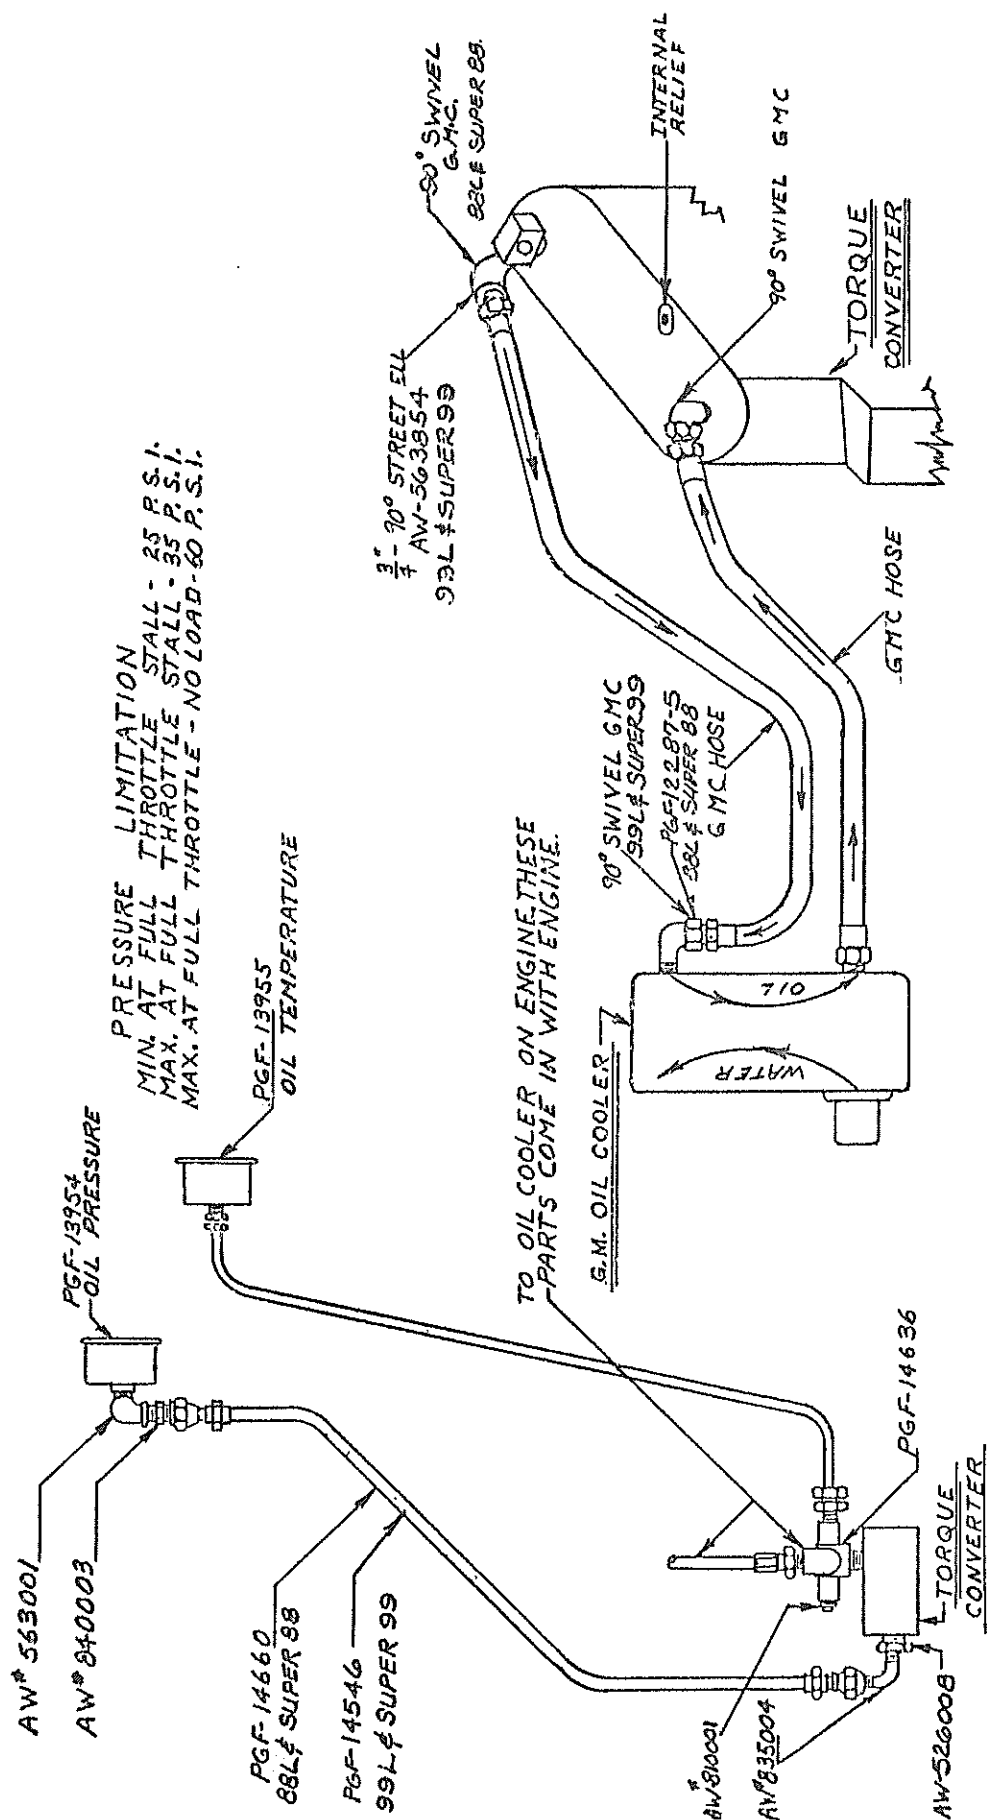 AW# 563001
AW# 840003
PGF-13954
OIL PRESSURE
PRESSURE LIMITATION
MIN. AT FULL THROTTLE STALL - 25 P.S.I.
MAX. AT FULL THROTTLE STALL - 35 P.S.I.
MAX. AT FULL THROTTLE - NO LOAD - 60 P.S.I.
PGF-13955
OIL TEMPERATURE
PGF-14660
88L & SUPER 88
PGF-14546
99L & SUPER 99
AW# 810001
AW# 835004
AW-526008
TORQUE
CONVERTER
PGF-14636
TO OIL COOLER ON ENGINE. THESE
PARTS COME IN WITH ENGINE.
G.M. OIL COOLER
WATER
OIL
90° SWIVEL GMC
99L & SUPER 99
PGF-12287-5
88L & SUPER 88
GMC HOSE
3/4" - 90° STREET ELL
AW-563854
99L & SUPER 99
90° SWIVEL
G.M.C.
88L & SUPER 88.
INTERNAL
RELIEF
90° SWIVEL GMC
TORQUE
CONVERTER
GMC HOSE